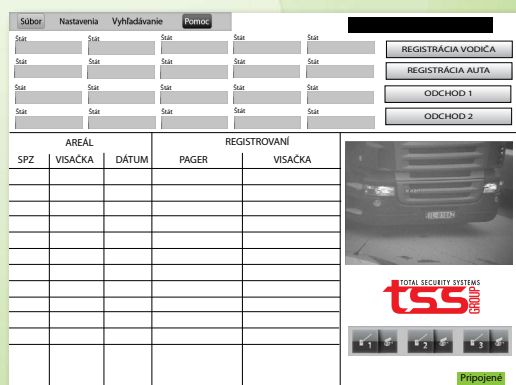 Súbor Nastavenia Vyhľadávanie Pomoc
Štát Štát Štát Štát Štát
REGISTRÁCIA VODIČA
Štát Štát Štát Štát Štát
REGISTRÁCIA AUTA
Štát Štát Štát Štát Štát
ODCHOD 1
Štát Štát Štát Štát Štát
ODCHOD 2
AREÁL REGISTROVANÍ
SPZ VISAČKA DÁTUM PAGER VISAČKA
TOTAL SECURITY SYSTEMS
tss GROUP
1 2 3
Pripojené